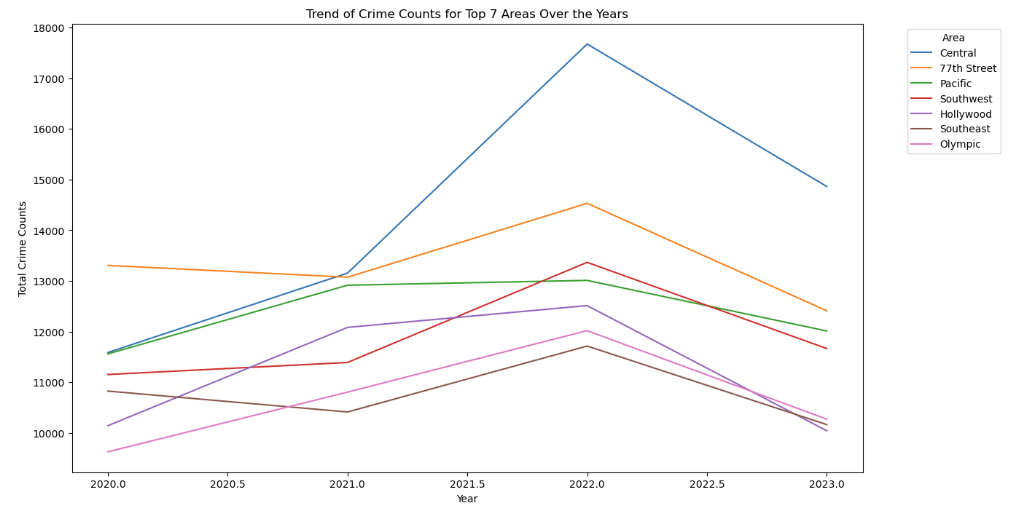 Trend of Crime Counts for Top 7 Areas Over the Years
18000
17000
16000
15000
14000
13000
12000
11000
10000
Total Crime Counts
2020.0
2020.5
2021.0
2021.5
2022.0
2022.5
2023.0
Year
Area
Central
77th Street
Pacific
Southwest
Hollywood
Southeast
Olympic